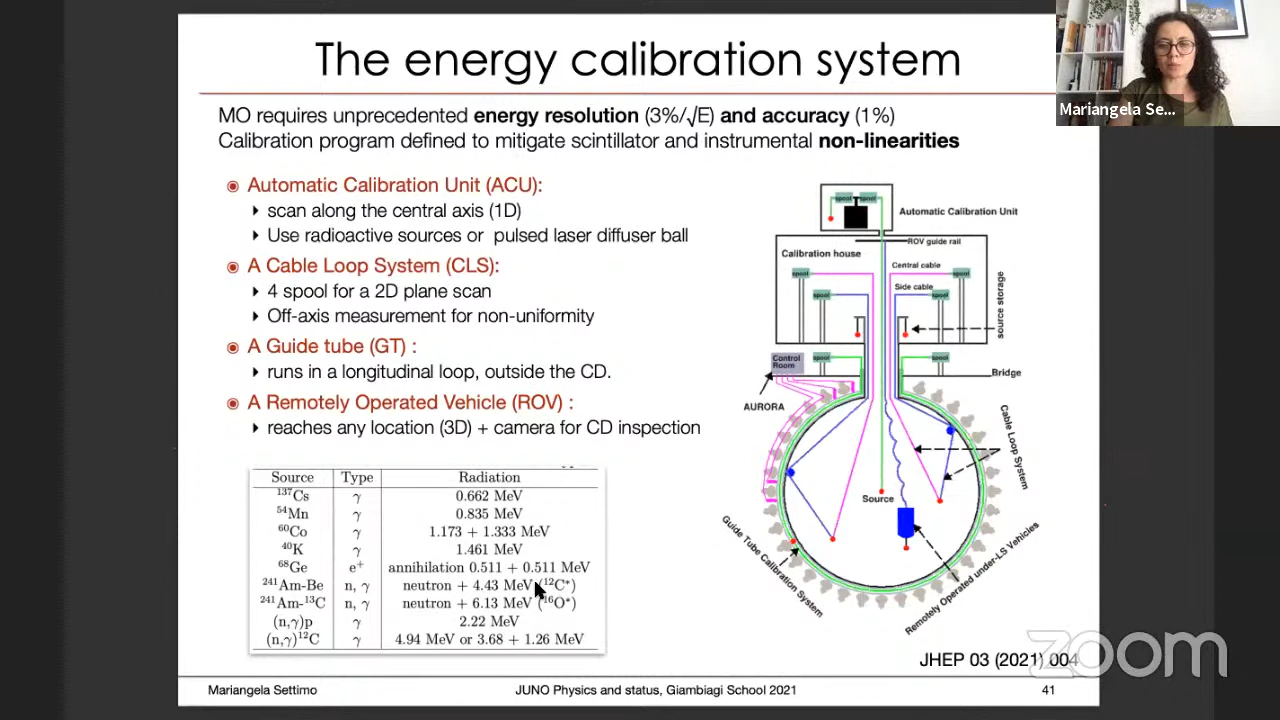 The energy calibration system
Mariangela Se...
MO requires unprecedented energy resolution (3%/√E) and accuracy (1%)
Calibration program defined to mitigate scintillator and instrumental non-linearities
Automatic Calibration Unit (ACU):
scan along the central axis (1D)
Use radioactive sources or pulsed laser diffuser ball
A Cable Loop System (CLS):
4 spool for a 2D plane scan
Off-axis measurement for non-uniformity
A Guide tube (GT) :
runs in a longitudinal loop, outside the CD.
A Remotely Operated Vehicle (ROV) :
reaches any location (3D) + camera for CD inspection
Source Type Radiation
¹³⁷Cs γ 0.662 MeV
⁵⁴Mn γ 0.835 MeV
⁶⁰Co γ 1.173 + 1.333 MeV
⁴⁰K γ 1.461 MeV
⁶⁸Ge e⁺ annihilation 0.511 + 0.511 MeV
²⁴¹Am-Be n, γ neutron + 4.43 MeV (¹²C*)
²⁴¹Am-¹³C n, γ neutron + 6.13 MeV (¹⁶O*)
(n,γ)p γ 2.22 MeV
(n,γ)¹²C γ 4.94 MeV or 3.68 + 1.26 MeV
spool spool
Automatic Calibration Unit
ROV guide rail
Calibration house
Central cable
spool spool
Side cable
spool spool
source storage
Control
Room
spool spool
Bridge
AURORA
Cable Loop System
Source
Guide Tube Calibration System
Remotely Operated under-LS Vehicles
JHEP 03 (2021) 004
zoom
Mariangela Settimo JUNO Physics and status, Giambiagi School 2021 41